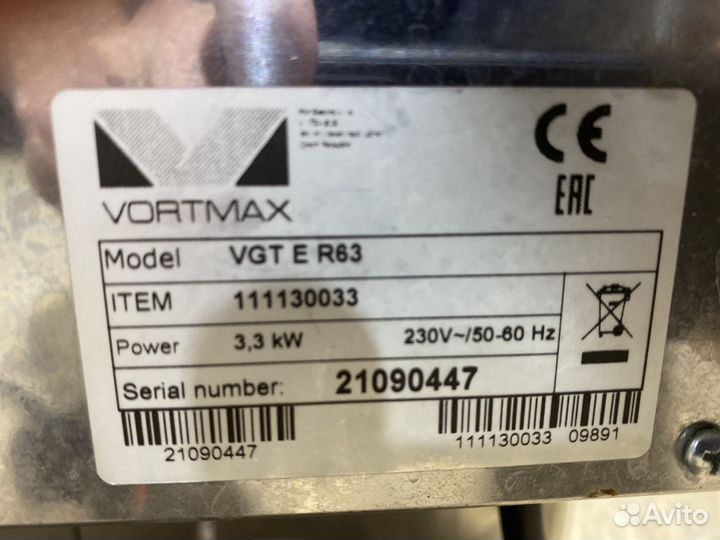 VORTMAX
CE
EAC
Model VGT E R63
ITEM 111130033
Power 3,3 kW 230V~/50-60 Hz
Serial number: 21090447
21090447
111130033 09891
Avito